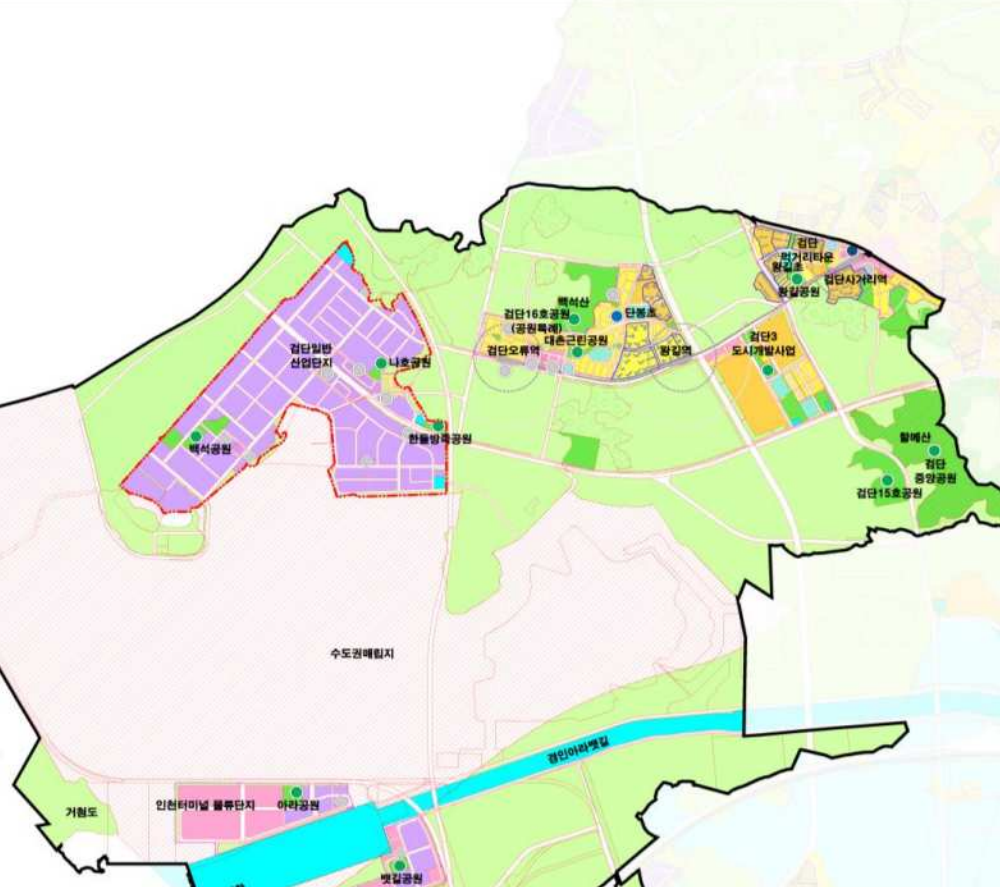 검단
먹거리타운
왕길초
검단사거리역
왕길공원
백석산
검단16호공원
(공원특례)
단봉초
대촌근린공원
검단오류역
왕길역
검단3
도시개발사업
검단일반
산업단지
나호공원
한들방죽공원
백석공원
할메산
검단
중앙공원
검단15호공원
수도권매립지
경인아라뱃길
인천터미널 물류단지
아라공원
거첨도
뱃길공원